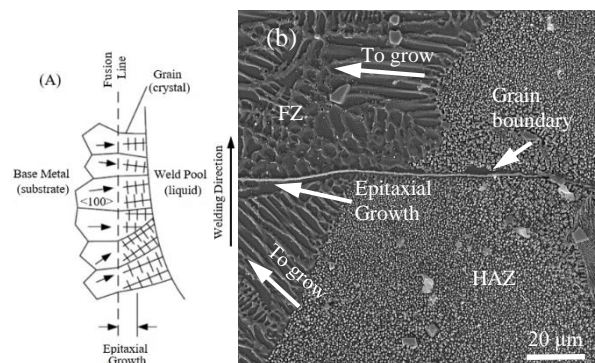 (A)
Fusion
Line
Grain
(crystal)
Base Metal
(substrate)
Weld Pool
(liquid)
<100>
Epitaxial
Growth
Welding Direction
(b)
To grow
FZ
Grain
boundary
Epitaxial
Growth
To grow
HAZ
20 µm